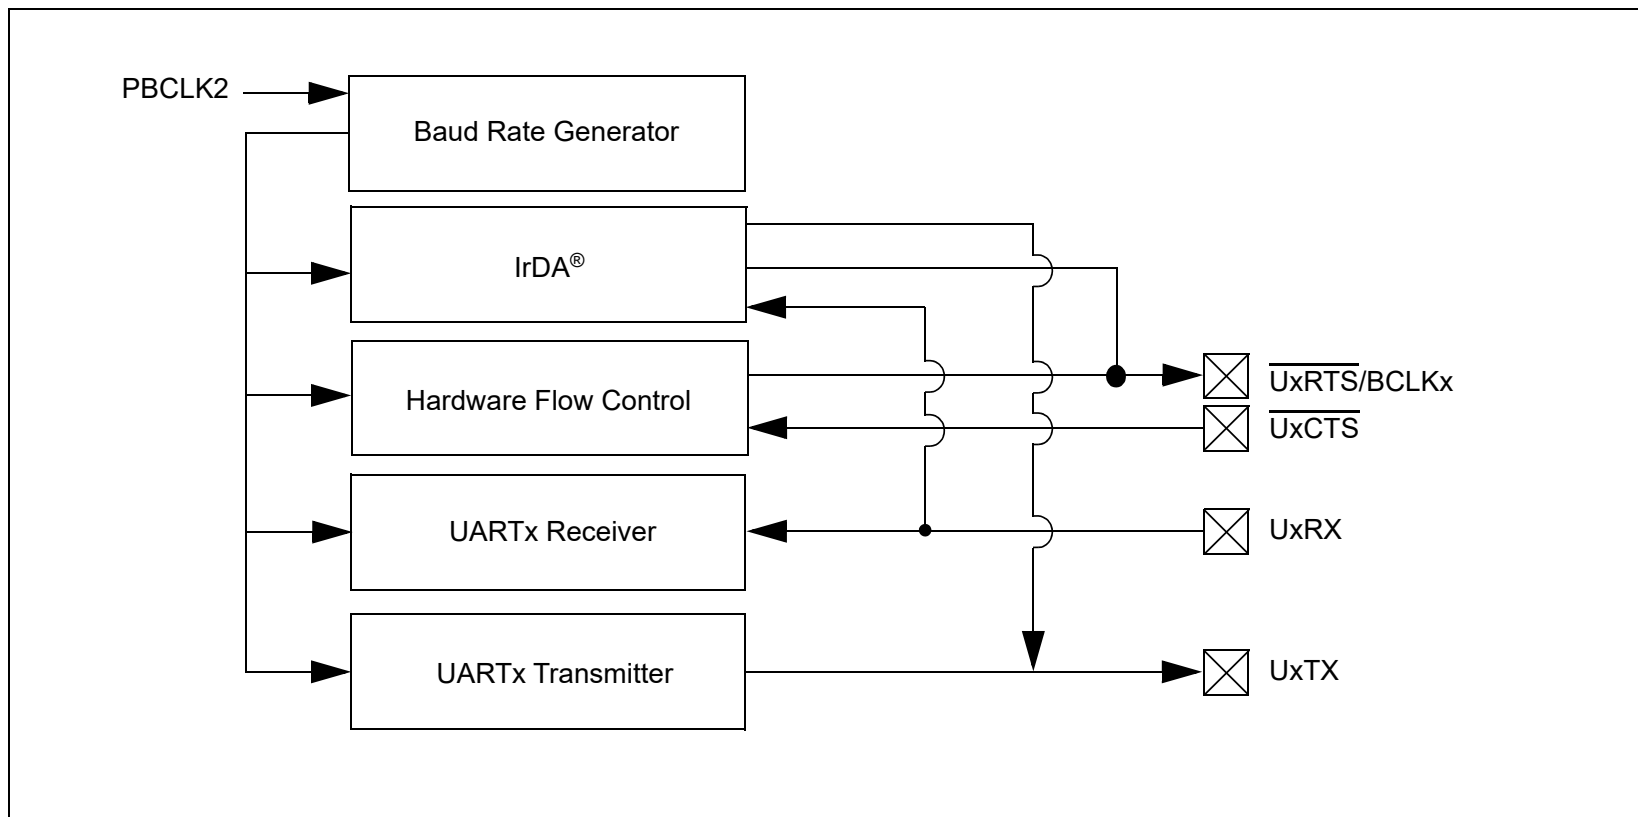 PBCLK2
Baud Rate Generator
IrDA®
Hardware Flow Control
UxRTS/BCLKx
UxCTS
UARTx Receiver
UxRX
UARTx Transmitter
UxTX